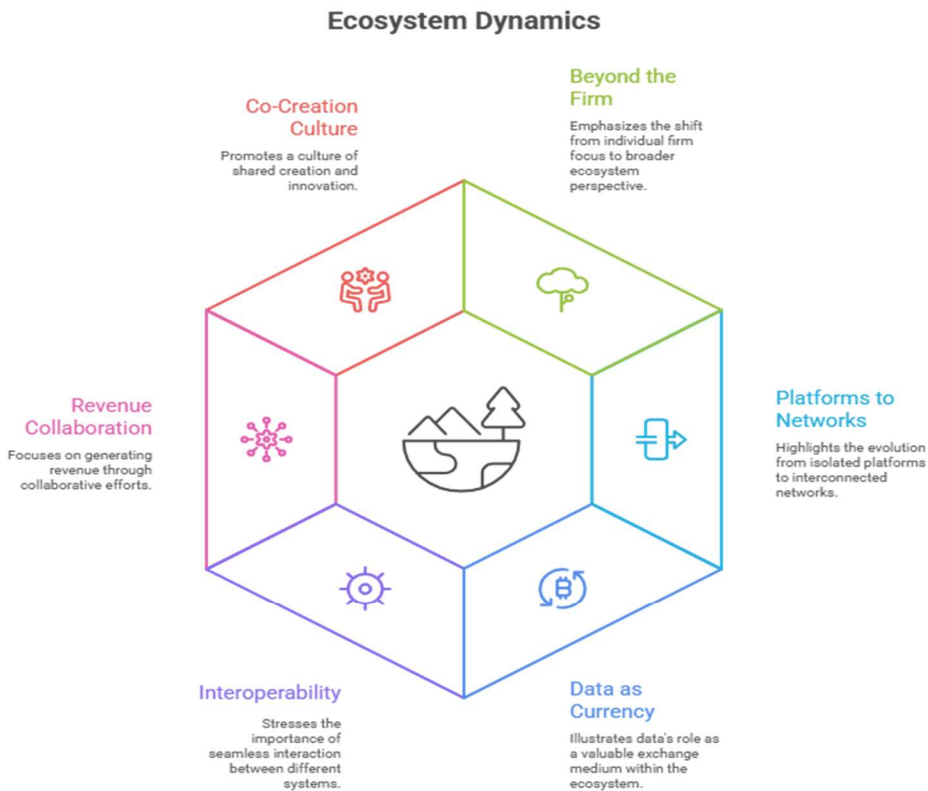 Ecosystem Dynamics
Co-Creation
Culture
Promotes a culture of
shared creation and
innovation.
Beyond the
Firm
Emphasizes the shift
from individual firm
focus to broader
ecosystem
perspective.
Revenue
Collaboration
Focuses on generating
revenue through
collaborative efforts.
Platforms to
Networks
Highlights the evolution
from isolated platforms
to interconnected
networks.
Interoperability
Stresses the
importance of
seamless interaction
between different
systems.
Data as
Currency
Illustrates data's role as
a valuable exchange
medium within the
ecosystem.